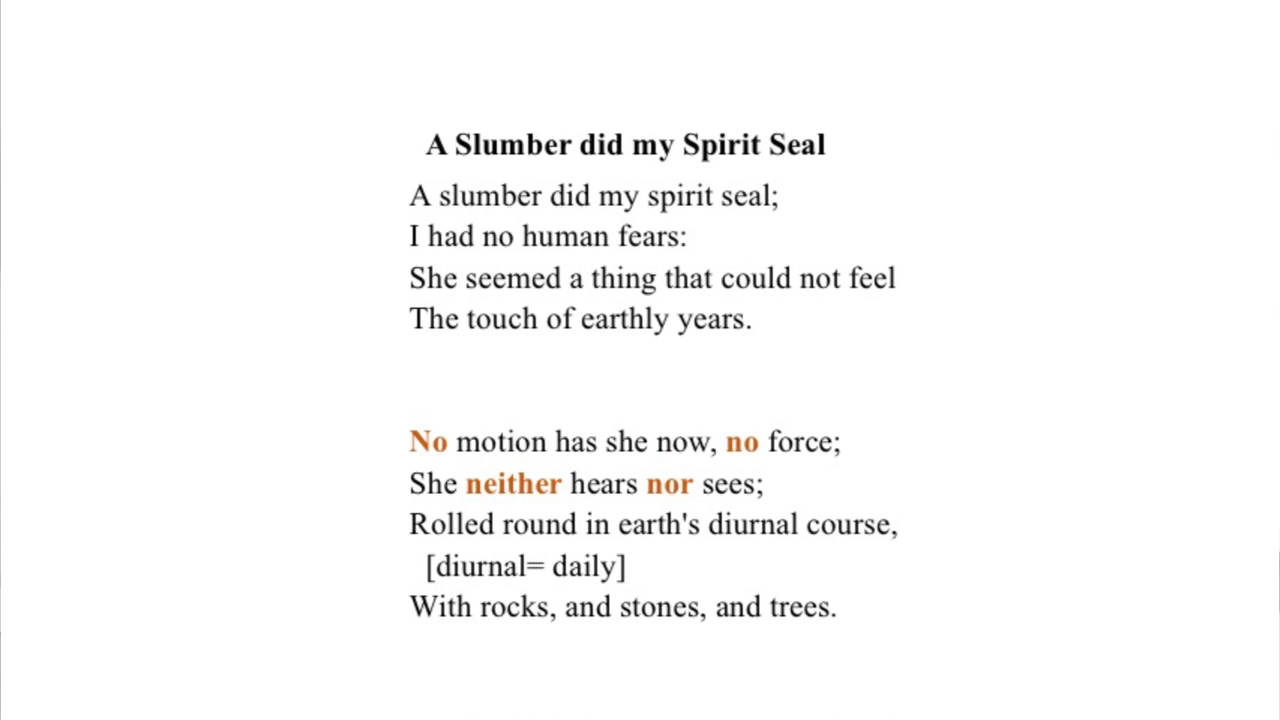 A Slumber did my Spirit Seal
A slumber did my spirit seal;
I had no human fears:
She seemed a thing that could not feel
The touch of earthly years.
No motion has she now, no force;
She neither hears nor sees;
Rolled round in earth's diurnal course,
[diurnal= daily]
With rocks, and stones, and trees.